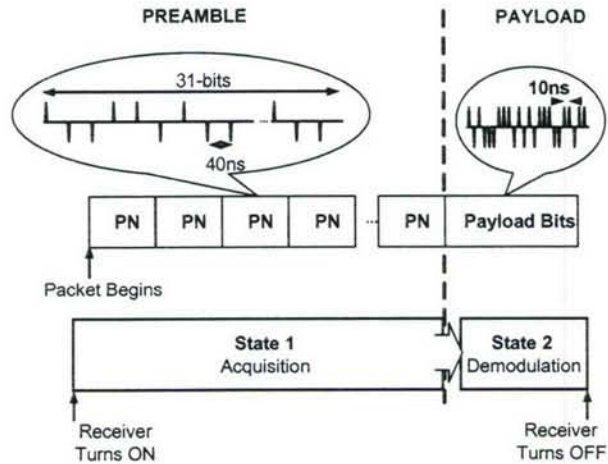 PREAMBLE
PAYLOAD
31-bits
10ns
40ns
PN PN PN PN ... PN Payload Bits
Packet Begins
State 1
Acquisition
State 2
Demodulation
Receiver
Turns ON
Receiver
Turns OFF